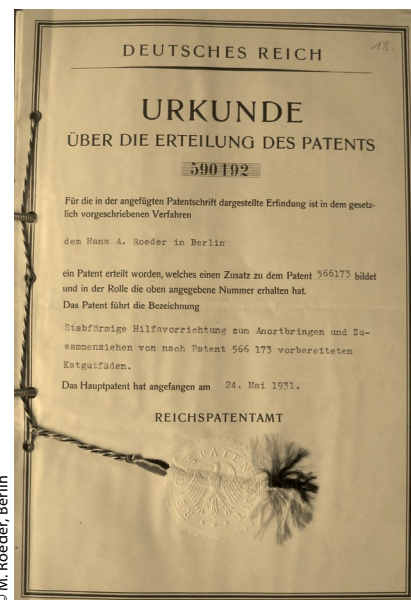 18.
DEUTSCHES REICH
URKUNDE
ÜBER DIE ERTEILUNG DES PATENTS
590192
Für die in der angefügten Patentschrift dargestellte Erfindung ist in dem gesetz-
lich vorgeschriebenen Verfahren
dem Hans A. Roeder in Berlin
ein Patent erteilt worden, welches einen Zusatz zu dem Patent 566173 bildet
und in der Rolle die oben angegebene Nummer erhalten hat.
Das Patent führt die Bezeichnung
Stabförmige Hilfsvorrichtung zum Anortbringen und Zu-
sammenziehen von nach Patent 566 173 vorbereiteten
Katgutfäden.
Das Hauptpatent hat angefangen am 24. Mai 1931.
REICHSPATENTAMT
REICHSPATENTAMT
M. Roeder, Berlin